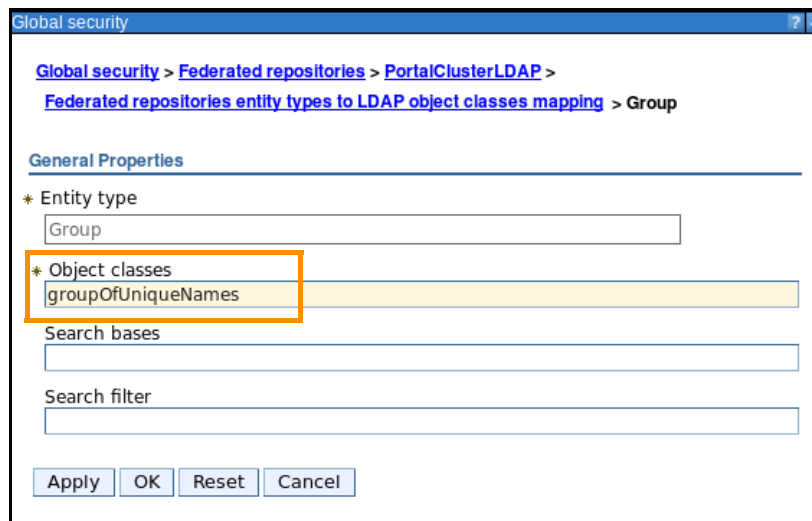 Global security ?
Global security > Federated repositories > PortalClusterLDAP >
Federated repositories entity types to LDAP object classes mapping > Group
General Properties
* Entity type
Group
* Object classes
groupOfUniqueNames
Search bases
Search filter
Apply OK Reset Cancel